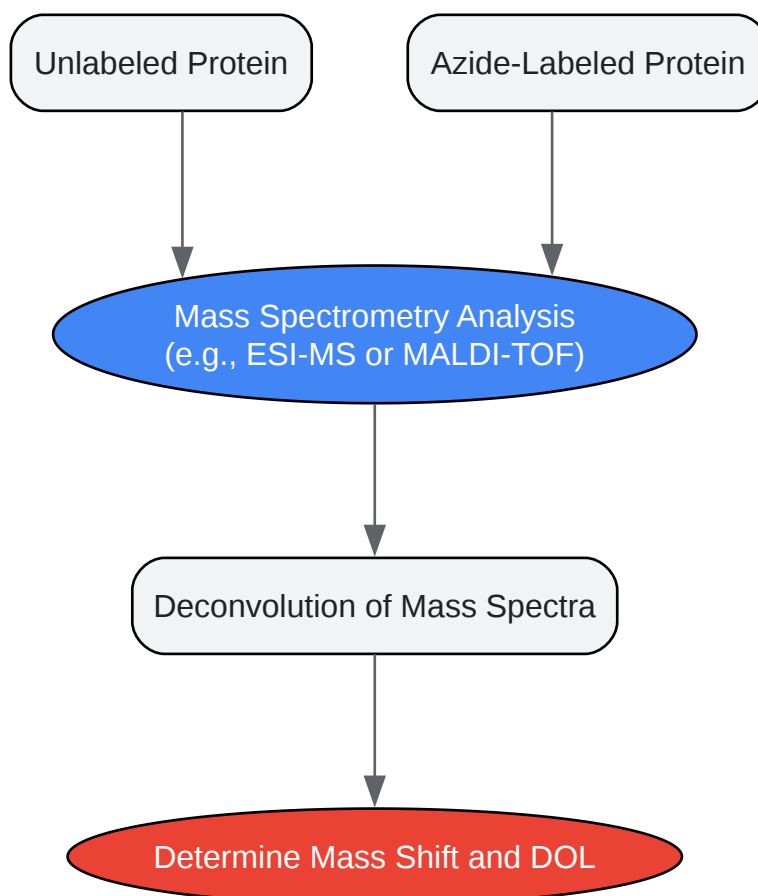 Unlabeled Protein
Azide-Labeled Protein
Mass Spectrometry Analysis
(e.g., ESI-MS or MALDI-TOF)
Deconvolution of Mass Spectra
Determine Mass Shift and DOL